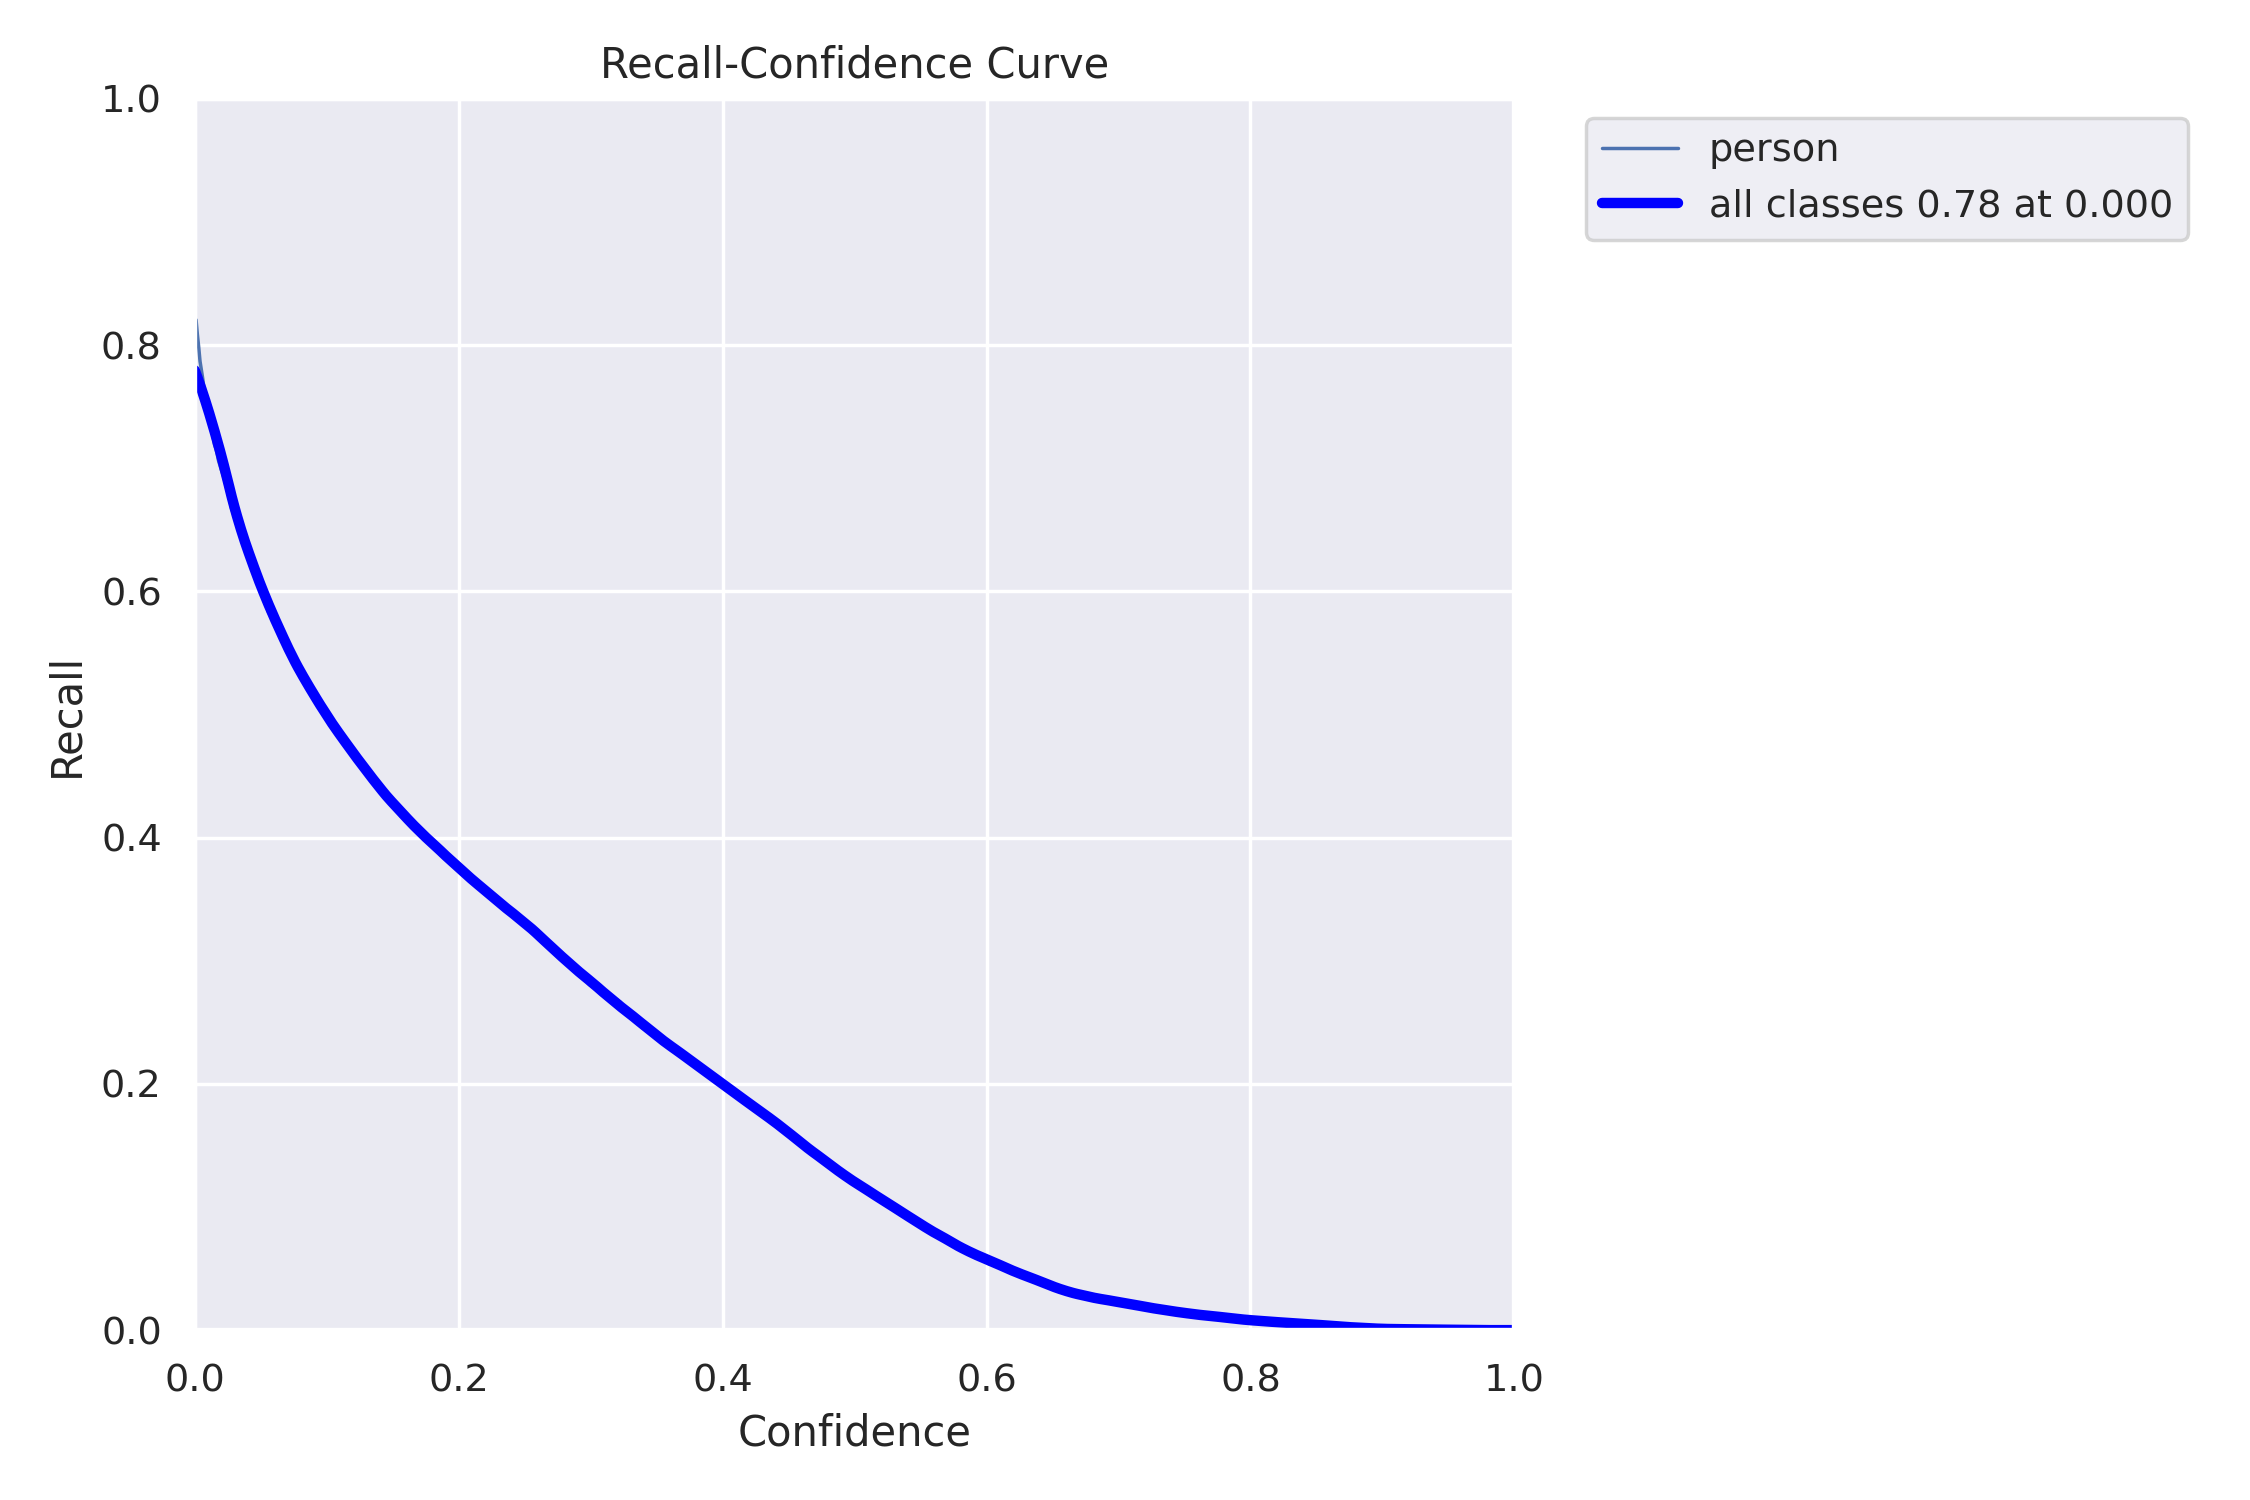 Recall-Confidence Curve
1.0
0.8
0.6
0.4
0.2
0.0
Recall
0.0 0.2 0.4 0.6 0.8 1.0
Confidence
person
all classes 0.78 at 0.000